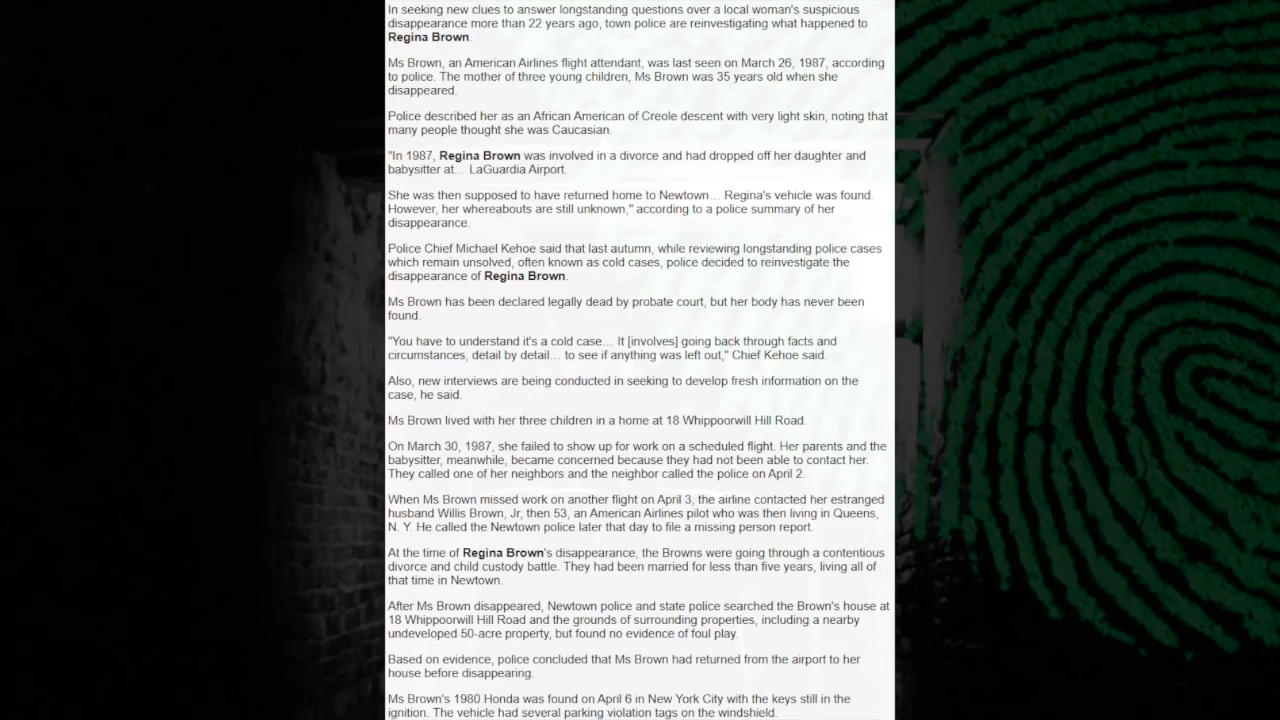 In seeking new clues to answer longstanding questions over a local woman's suspicious
disappearance more than 22 years ago, town police are reinvestigating what happened to
Regina Brown.
Ms Brown, an American Airlines flight attendant, was last seen on March 26, 1987, according
to police. The mother of three young children, Ms Brown was 35 years old when she
disappeared.
Police described her as an African American of Creole descent with very light skin, noting that
many people thought she was Caucasian.
"In 1987, Regina Brown was involved in a divorce and had dropped off her daughter and
babysitter at... LaGuardia Airport.
She was then supposed to have returned home to Newtown... Regina's vehicle was found.
However, her whereabouts are still unknown," according to a police summary of her
disappearance.
Police Chief Michael Kehoe said that last autumn, while reviewing longstanding police cases
which remain unsolved, often known as cold cases, police decided to reinvestigate the
disappearance of Regina Brown.
Ms Brown has been declared legally dead by probate court, but her body has never been
found.
"You have to understand it's a cold case... It [involves] going back through facts and
circumstances, detail by detail... to see if anything was left out," Chief Kehoe said.
Also, new interviews are being conducted in seeking to develop fresh information on the
case, he said.
Ms Brown lived with her three children in a home at 18 Whippoorwill Hill Road.
On March 30, 1987, she failed to show up for work on a scheduled flight. Her parents and the
babysitter, meanwhile, became concerned because they had not been able to contact her.
They called one of her neighbors and the neighbor called the police on April 2.
When Ms Brown missed work on another flight on April 3, the airline contacted her estranged
husband Willis Brown, Jr, then 53, an American Airlines pilot who was then living in Queens,
N. Y. He called the Newtown police later that day to file a missing person report.
At the time of Regina Brown's disappearance, the Browns were going through a contentious
divorce and child custody battle. They had been married for less than five years, living all of
that time in Newtown.
After Ms Brown disappeared, Newtown police and state police searched the Brown's house at
18 Whippoorwill Hill Road and the grounds of surrounding properties, including a nearby
undeveloped 50-acre property, but found no evidence of foul play.
Based on evidence, police concluded that Ms Brown had returned from the airport to her
house before disappearing.
Ms Brown's 1980 Honda was found on April 6 in New York City with the keys still in the
ignition. The vehicle had several parking violation tags on the windshield.